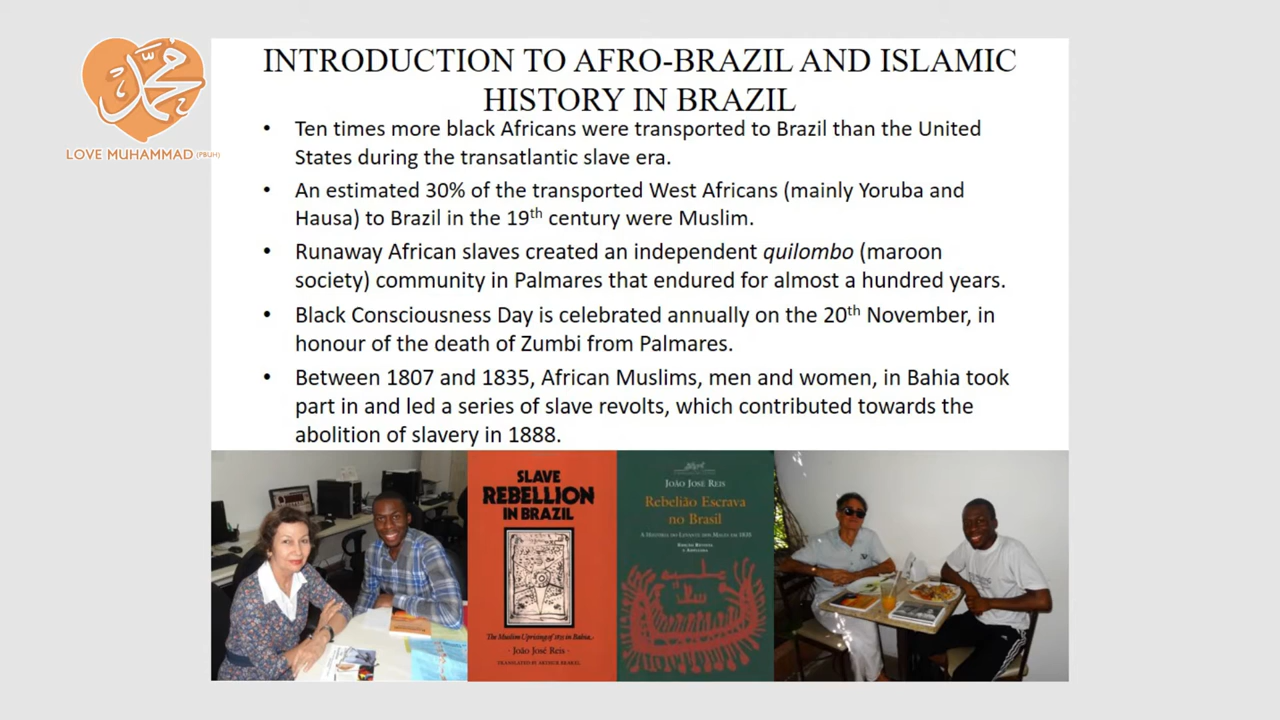 محمد
LOVE MUHAMMAD (PBUH)
INTRODUCTION TO AFRO-BRAZIL AND ISLAMIC
HISTORY IN BRAZIL
• Ten times more black Africans were transported to Brazil than the United
States during the transatlantic slave era.
• An estimated 30% of the transported West Africans (mainly Yoruba and
Hausa) to Brazil in the 19th century were Muslim.
• Runaway African slaves created an independent quilombo (maroon
society) community in Palmares that endured for almost a hundred years.
• Black Consciousness Day is celebrated annually on the 20th November, in
honour of the death of Zumbi from Palmares.
• Between 1807 and 1835, African Muslims, men and women, in Bahia took
part in and led a series of slave revolts, which contributed towards the
abolition of slavery in 1888.
SLAVE
REBELLION
IN BRAZIL
The Muslim Uprising of 1835 in Bahia
João José Reis
TRANSLATED BY ARTHUR BRAKEL
JOÃO JOSÉ REIS
Rebelião Escrava
no Brasil
A HISTÓRIA DO LEVANTE DOS MALÊS EM 1835